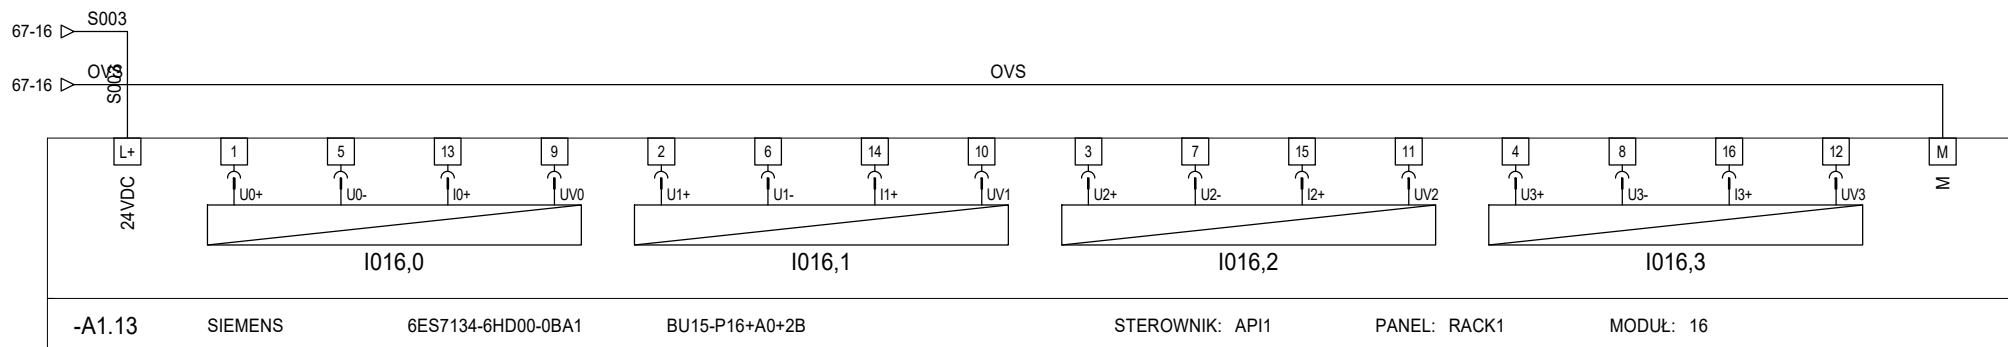 S003
67-16
OVS
OVS
67-16
S003
L+ 1 5 13 9 2 6 14 10 3 7 15 11 4 8 16 12 M
24VDC U0+ U0- I0+ UV0 U1+ U1- I1+ UV1 U2+ U2- I2+ UV2 U3+ U3- I3+ UV3 M
I016,0 I016,1 I016,2 I016,3
-A1.13 SIEMENS 6ES7134-6HD00-0BA1 BU15-P16+A0+2B STEROWNIK: API1 PANEL: RACK1 MODUŁ: 16